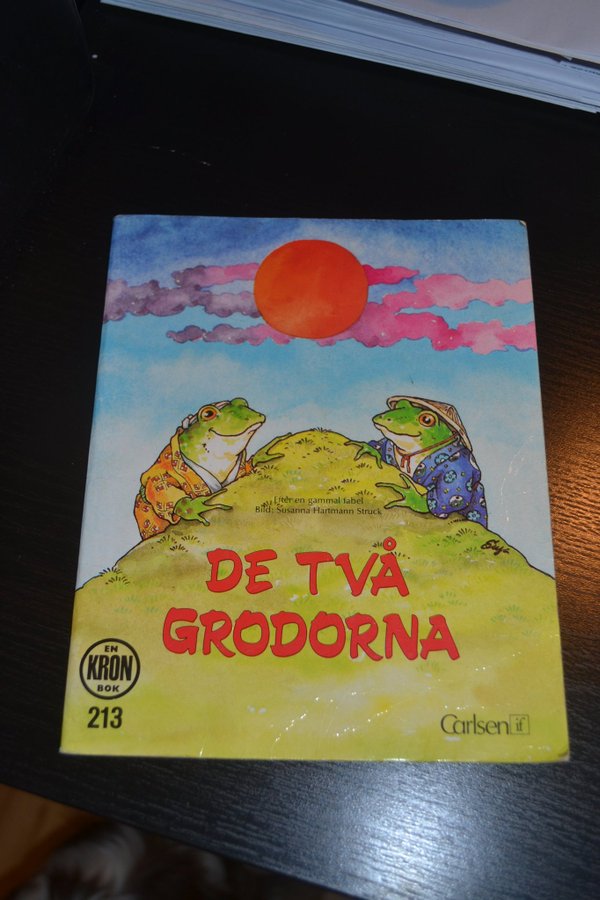 Efter en gammal fabel
Bild: Susanna Hartmann Struck
DE TVÅ
GRODORNA
EN
KRON
BOK
213
Carlsen if